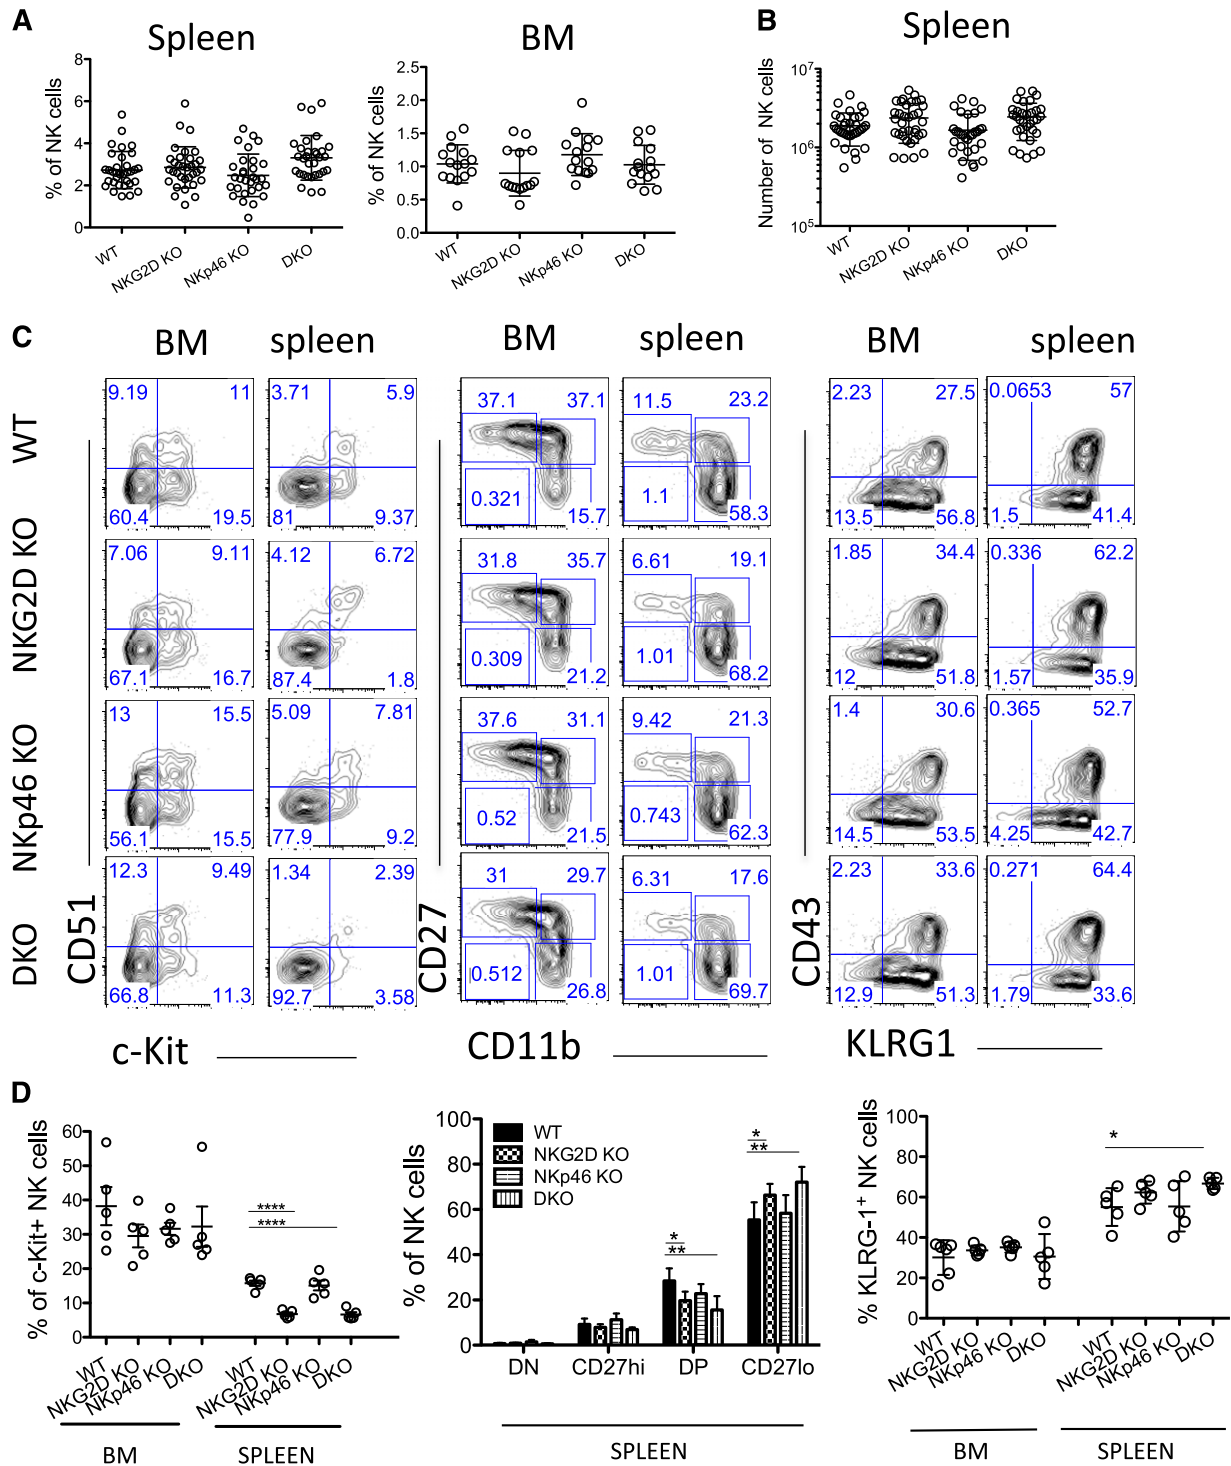 A
Spleen
BM
B
Spleen
% of NK cells
8
6
4
2
0
WT
NKG2D KO
NKp46 KO
DKO
% of NK cells
2.5
2.0
1.5
1.0
0.5
0.0
WT
NKG2D KO
NKp46 KO
DKO
Number of NK cells
10⁷
10⁶
10⁵
WT
NKG2D KO
NKp46 KO
DKO
C
BM
spleen
BM
spleen
BM
spleen
WT
9.19 11
60.4 19.5
3.71 5.9
81 9.37
37.1 37.1
0.321 15.7
11.5 23.2
1.1 58.3
2.23 27.5
13.5 56.8
0.0653 57
1.5 41.4
NKG2D KO
7.06 9.11
67.1 16.7
4.12 6.72
87.4 1.8
31.8 35.7
0.309 21.2
6.61 19.1
1.01 68.2
1.85 34.4
12 51.8
0.336 62.2
1.57 35.9
NKp46 KO
13 15.5
56.1 15.5
5.09 7.81
77.9 9.2
37.6 31.1
0.52 21.5
9.42 21.3
0.743 62.3
1.4 30.6
14.5 53.5
0.365 52.7
4.25 42.7
DKO
12.3 9.49
66.8 11.3
1.34 2.39
92.7 3.58
31 29.7
0.512 26.8
6.31 17.6
1.01 69.7
2.23 33.6
12.9 51.3
0.271 64.4
1.79 33.6
CD51
CD27
CD43
c-Kit
CD11b
KLRG1
D
% of c-Kit+ NK cells
60
40
30
20
10
0
****
****
WT
NKG2D KO
NKp46 KO
DKO
WT
NKG2D KO
NKp46 KO
DKO
BM
SPLEEN
% of NK cells
100
80
60
40
20
0
WT
NKG2D KO
NKp46 KO
DKO
*
**
*
**
DN
CD27hi
DP
CD27lo
SPLEEN
% KLRG-1⁺ NK cells
100
80
60
40
20
0
*
WT
NKG2D KO
NKp46 KO
DKO
WT
NKG2D KO
NKp46 KO
DKO
BM
SPLEEN